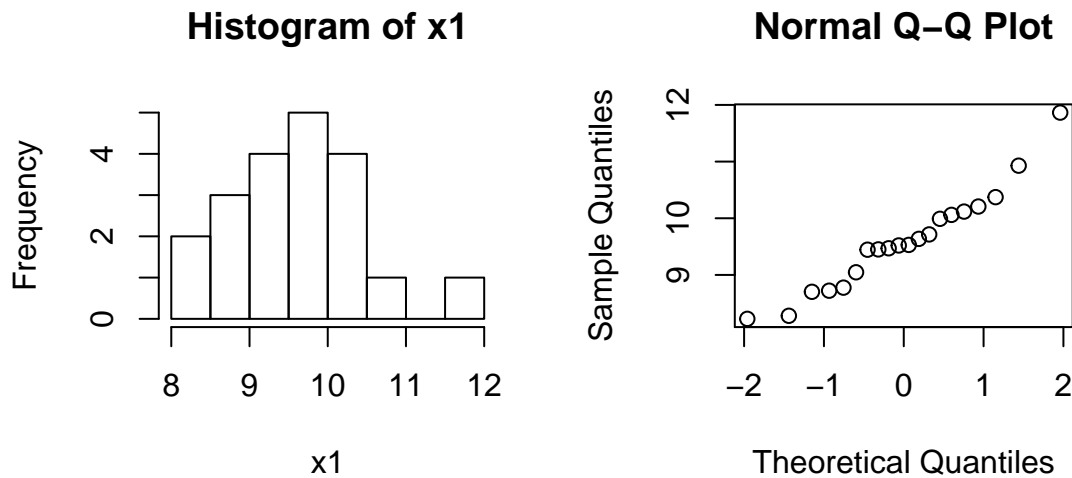 Histogram of x1
Frequency
0 2 4
8 9 10 11 12
x1
Normal Q−Q Plot
Sample Quantiles
9 10 12
−2 −1 0 1 2
Theoretical Quantiles